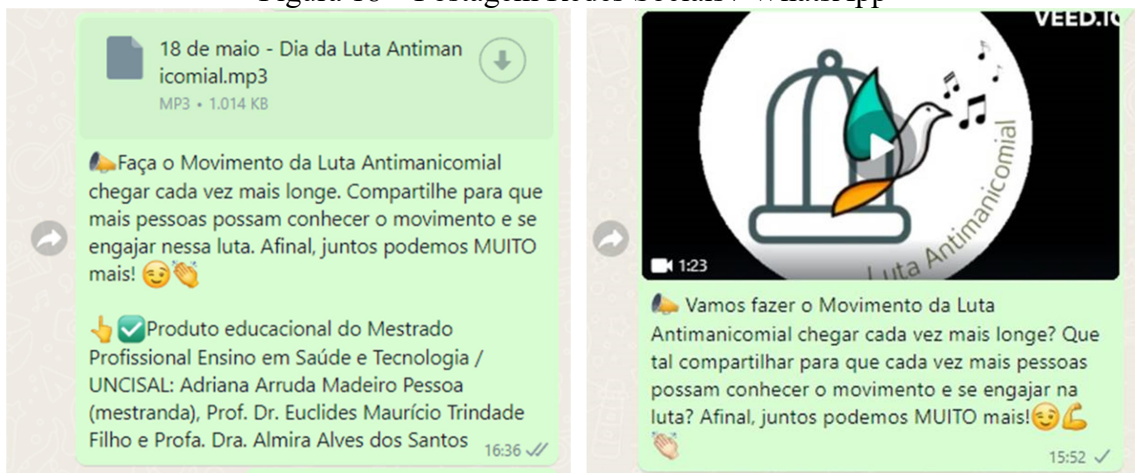 18 de maio - Dia da Luta Antiman
icomial.mp3
MP3 • 1.014 KB
📣Faça o Movimento da Luta Antimanicomial
chegar cada vez mais longe. Compartilhe para que
mais pessoas possam conhecer o movimento e se
engajar nessa luta. Afinal, juntos podemos MUITO
mais! 😉👏
👆✅Produto educacional do Mestrado
Profissional Ensino em Saúde e Tecnologia /
UNCISAL: Adriana Arruda Madeiro Pessoa
(mestranda), Prof. Dr. Euclides Maurício Trindade
Filho e Profa. Dra. Almira Alves dos Santos
16:36
VEED.IO
Luta Antimanicomial
1:23
📣 Vamos fazer o Movimento da Luta
Antimanicomial chegar cada vez mais longe? Que
tal compartilhar para que cada vez mais pessoas
possam conhecer o movimento e se engajar na
luta? Afinal, juntos podemos MUITO mais!😉💪
👏
15:52